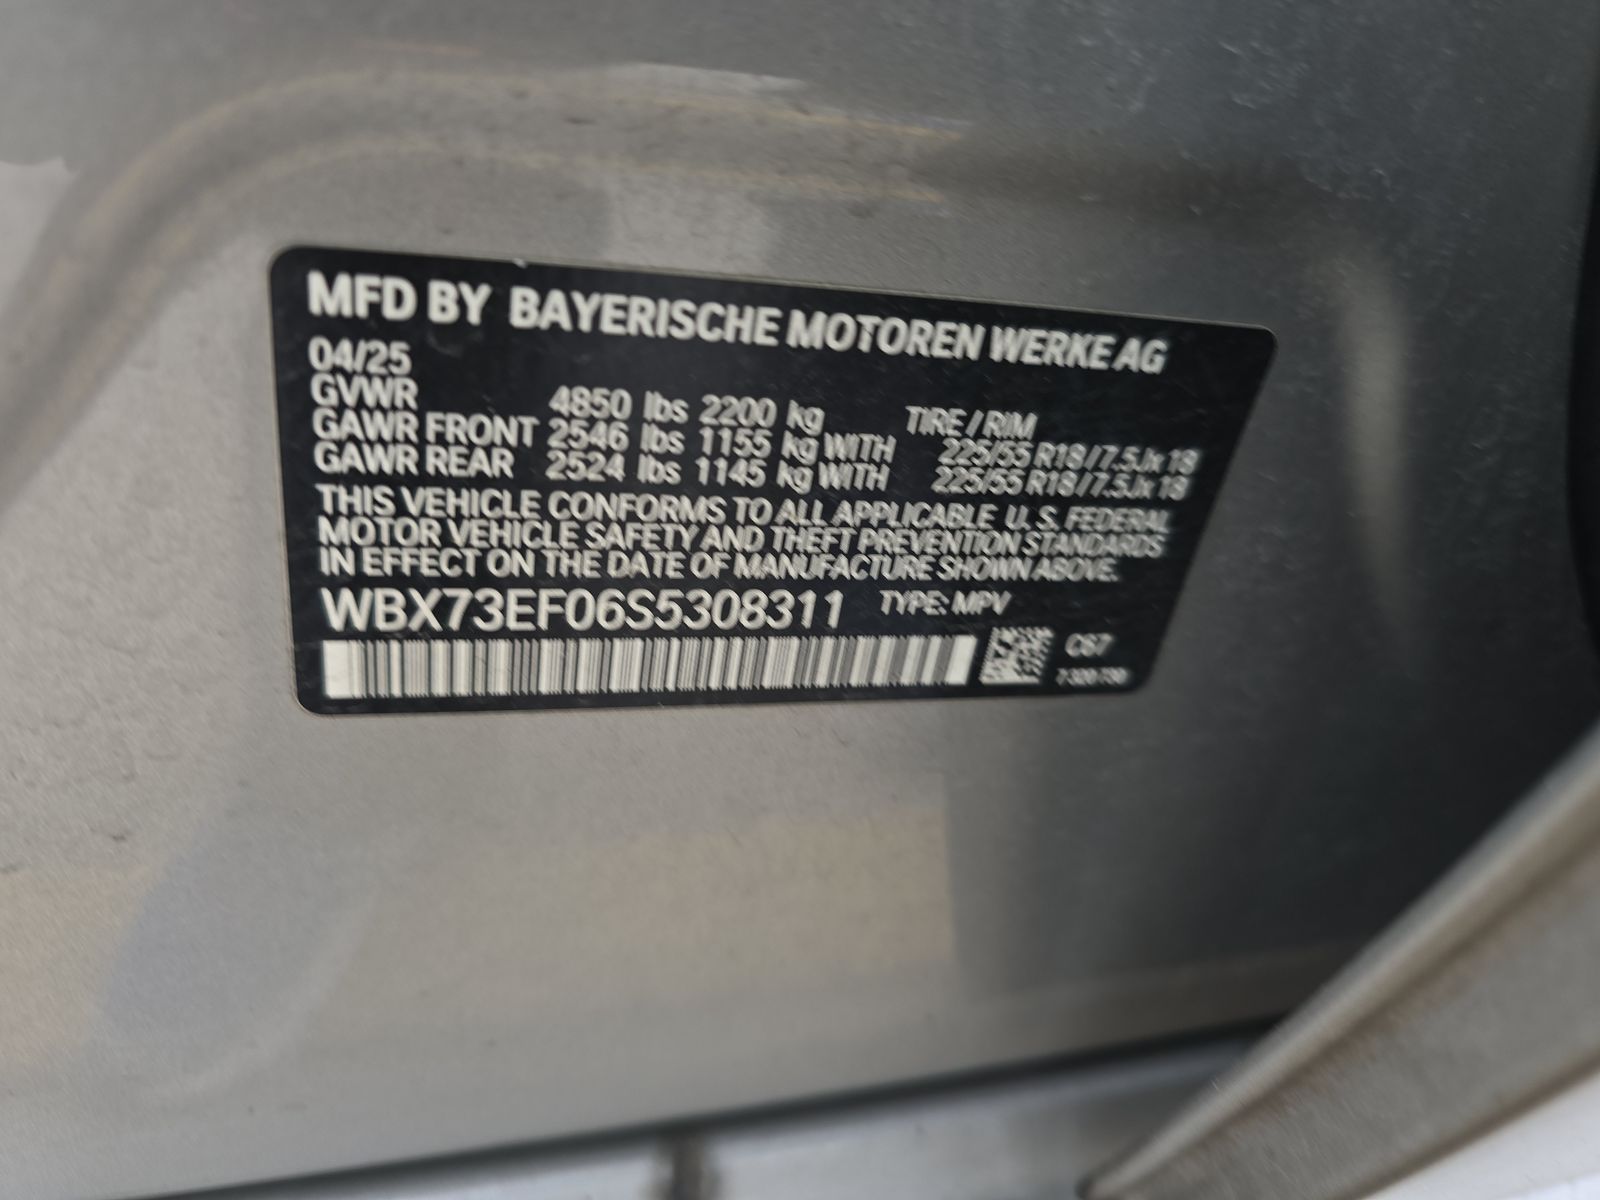 MFD BY BAYERISCHE MOTOREN WERKE AG
04/25
GVWR 4850 lbs 2200 kg TIRE / RIM
GAWR FRONT 2546 lbs 1155 kg WITH 225/55 R18 / 7.5Jx18
GAWR REAR 2524 lbs 1145 kg WITH 225/55 R18 / 7.5Jx18
THIS VEHICLE CONFORMS TO ALL APPLICABLE U.S. FEDERAL
MOTOR VEHICLE SAFETY AND THEFT PREVENTION STANDARDS
IN EFFECT ON THE DATE OF MANUFACTURE SHOWN ABOVE.
WBX73EF06S5308311 TYPE: MPV